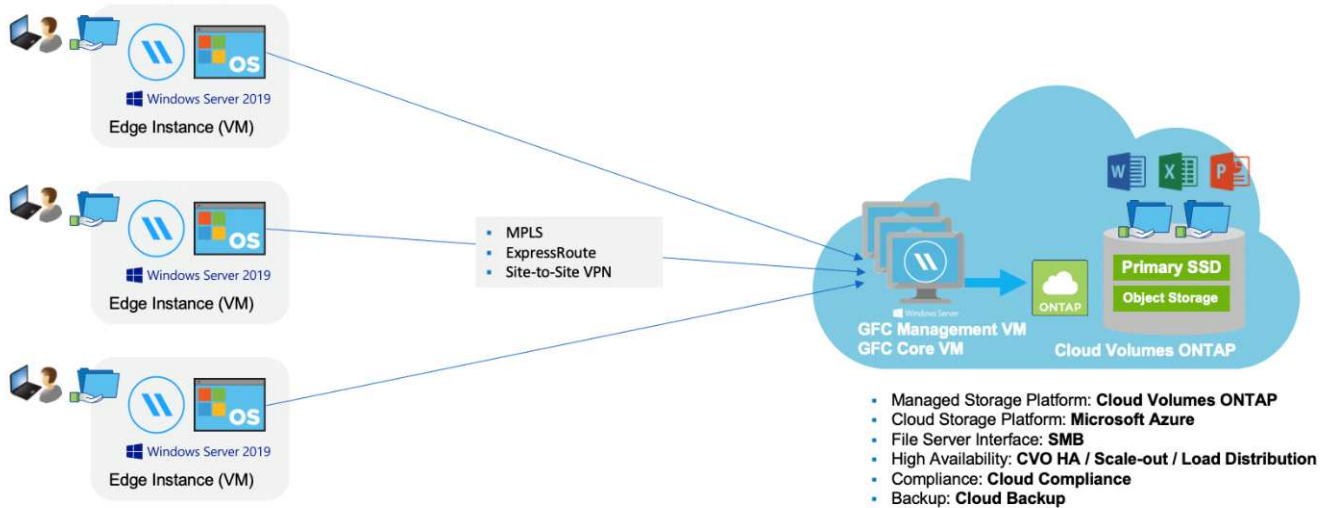 OS
Windows Server 2019
Edge Instance (VM)
OS
Windows Server 2019
Edge Instance (VM)
OS
Windows Server 2019
Edge Instance (VM)
▪ MPLS
▪ ExpressRoute
▪ Site-to-Site VPN
W X P
Primary SSD
Object Storage
ONTAP
Windows Server
GFC Management VM
GFC Core VM
Cloud Volumes ONTAP
▪ Managed Storage Platform: Cloud Volumes ONTAP
▪ Cloud Storage Platform: Microsoft Azure
▪ File Server Interface: SMB
▪ High Availability: CVO HA / Scale-out / Load Distribution
▪ Compliance: Cloud Compliance
▪ Backup: Cloud Backup